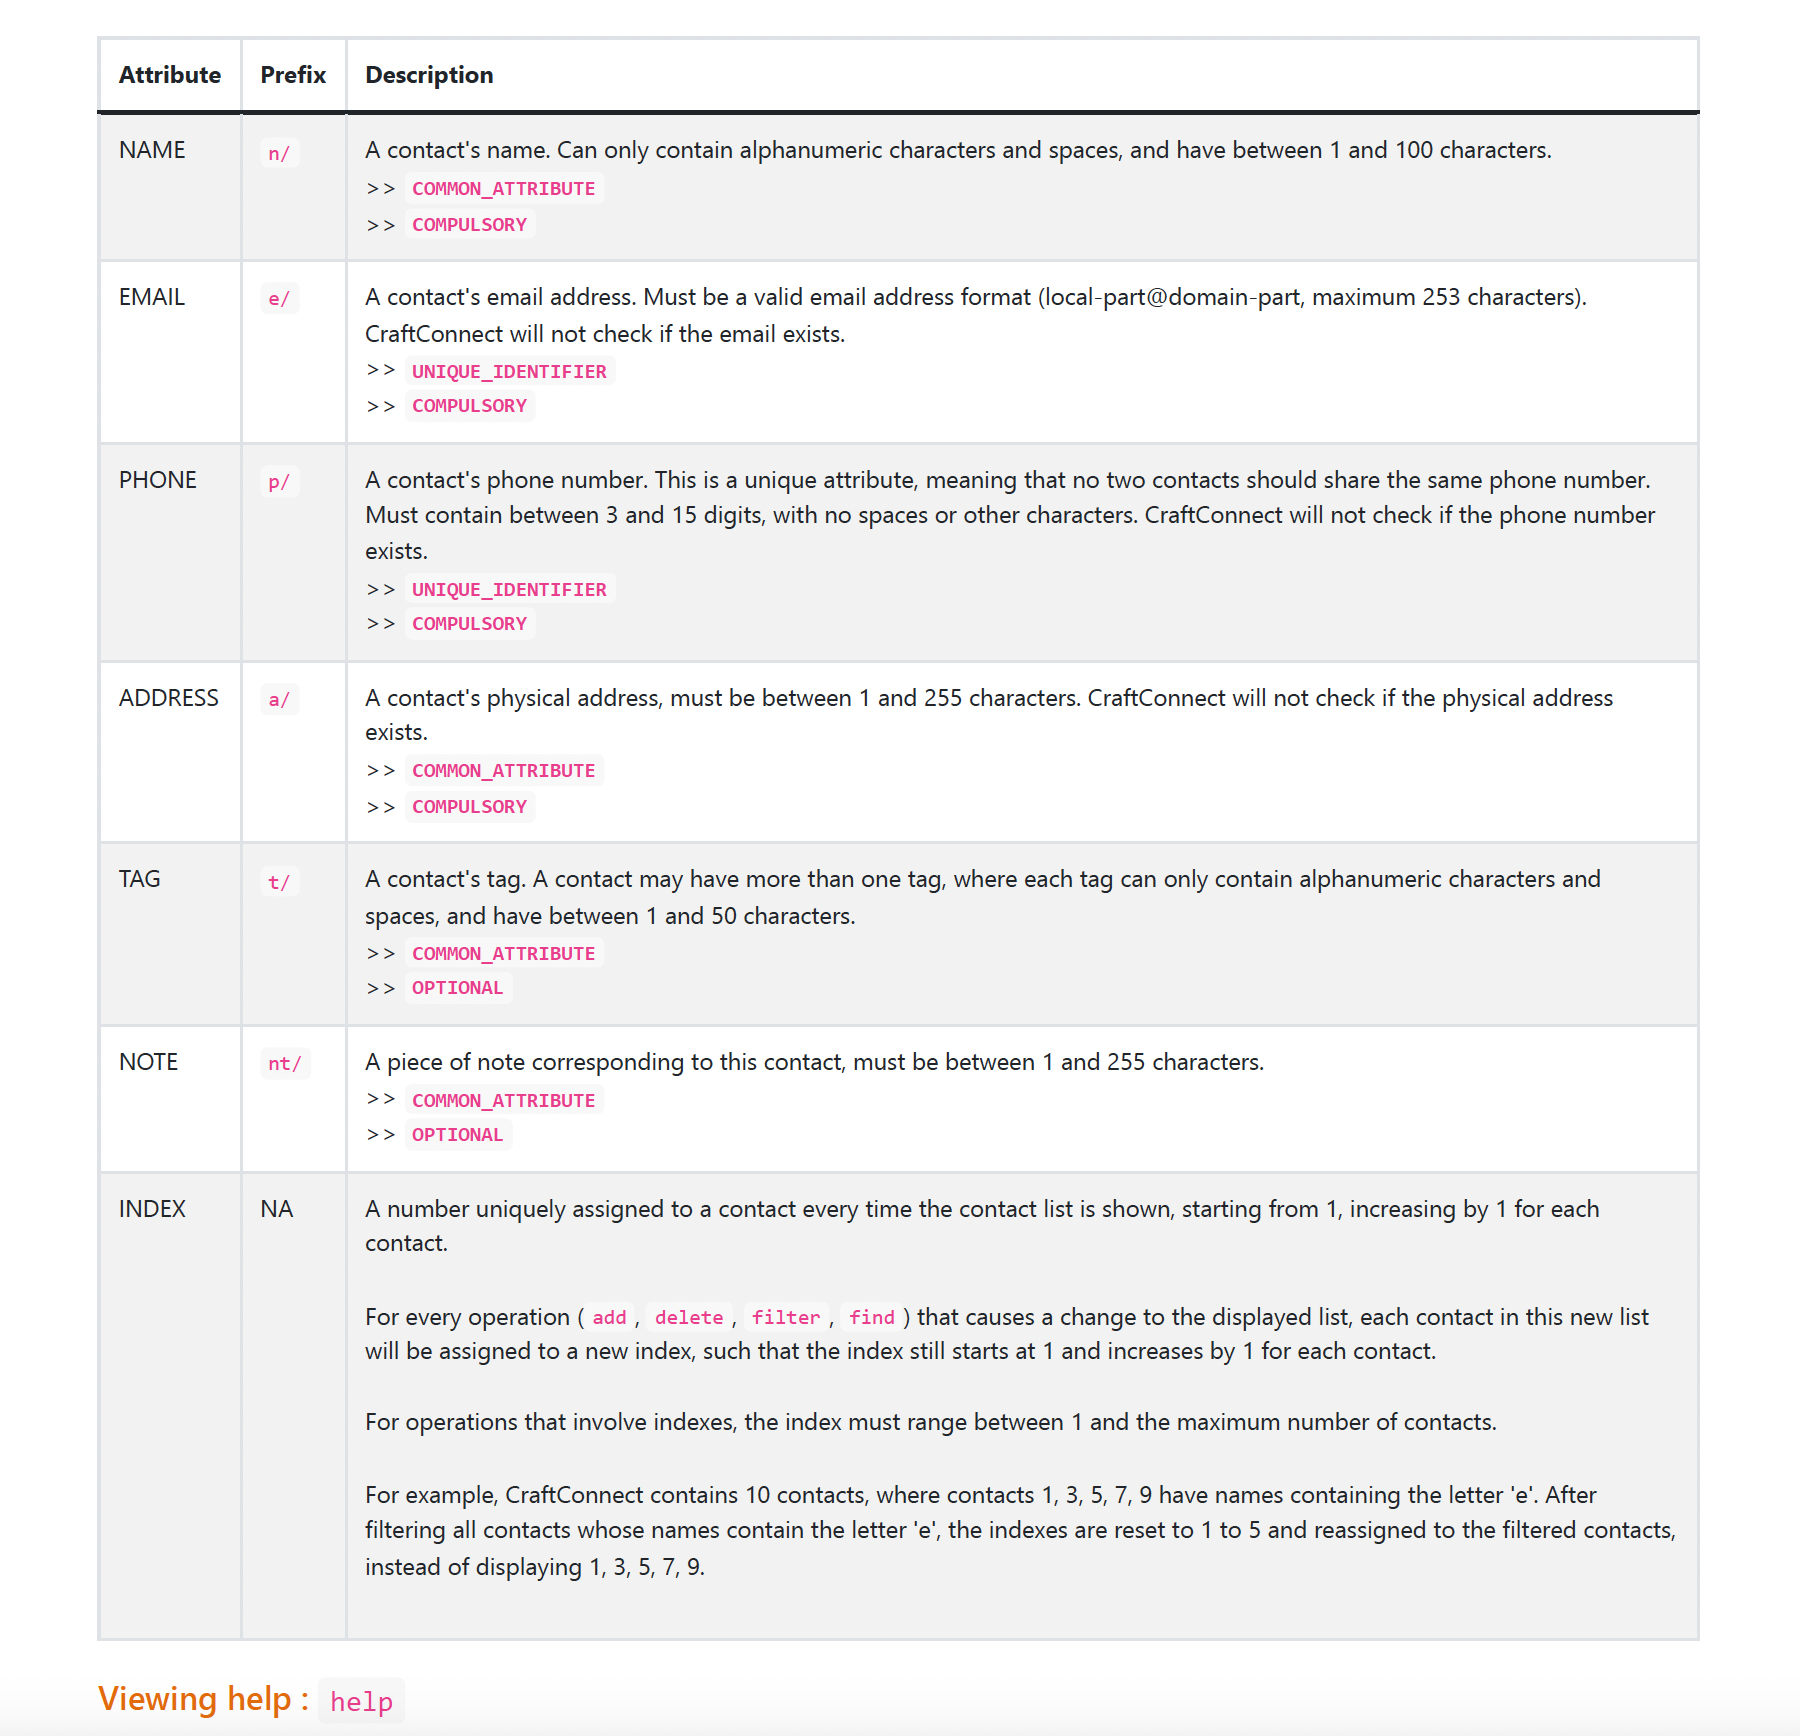 Attribute Prefix Description
NAME n/ A contact's name. Can only contain alphanumeric characters and spaces, and have between 1 and 100 characters.
>> COMMON_ATTRIBUTE
>> COMPULSORY
EMAIL e/ A contact's email address. Must be a valid email address format (local-part@domain-part, maximum 253 characters).
CraftConnect will not check if the email exists.
>> UNIQUE_IDENTIFIER
>> COMPULSORY
PHONE p/ A contact's phone number. This is a unique attribute, meaning that no two contacts should share the same phone number.
Must contain between 3 and 15 digits, with no spaces or other characters. CraftConnect will not check if the phone number
exists.
>> UNIQUE_IDENTIFIER
>> COMPULSORY
ADDRESS a/ A contact's physical address, must be between 1 and 255 characters. CraftConnect will not check if the physical address
exists.
>> COMMON_ATTRIBUTE
>> COMPULSORY
TAG t/ A contact's tag. A contact may have more than one tag, where each tag can only contain alphanumeric characters and
spaces, and have between 1 and 50 characters.
>> COMMON_ATTRIBUTE
>> OPTIONAL
NOTE nt/ A piece of note corresponding to this contact, must be between 1 and 255 characters.
>> COMMON_ATTRIBUTE
>> OPTIONAL
INDEX NA A number uniquely assigned to a contact every time the contact list is shown, starting from 1, increasing by 1 for each
contact.
For every operation ( add , delete , filter , find ) that causes a change to the displayed list, each contact in this new list
will be assigned to a new index, such that the index still starts at 1 and increases by 1 for each contact.
For operations that involve indexes, the index must range between 1 and the maximum number of contacts.
For example, CraftConnect contains 10 contacts, where contacts 1, 3, 5, 7, 9 have names containing the letter 'e'. After
filtering all contacts whose names contain the letter 'e', the indexes are reset to 1 to 5 and reassigned to the filtered contacts,
instead of displaying 1, 3, 5, 7, 9.
Viewing help : help